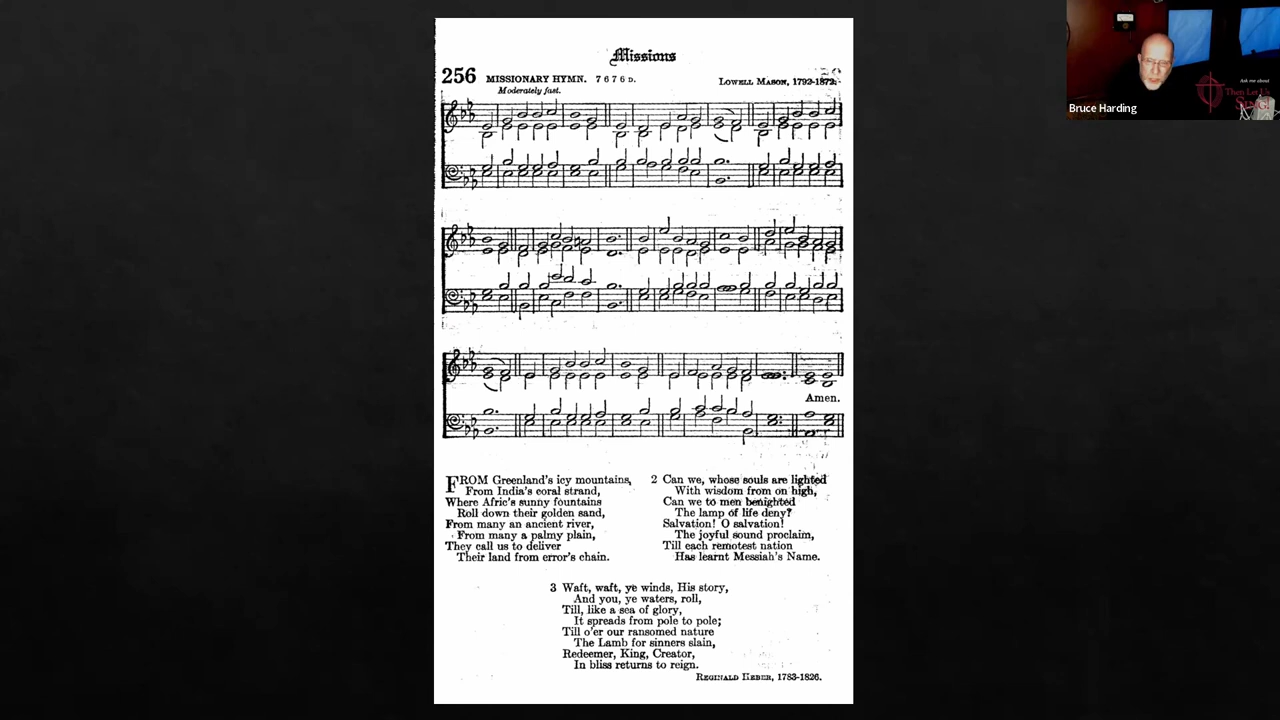 Missions
256 MISSIONARY HYMN. 7 6 7 6 D. LOWELL MASON, 1792-1872.
Moderately fast.
Amen.
FROM Greenland's icy mountains,
From India's coral strand,
Where Afric's sunny fountains
Roll down their golden sand,
From many an ancient river,
From many a palmy plain,
They call us to deliver
Their land from error's chain.
2 Can we, whose souls are lighted
With wisdom from on high,
Can we to men benighted
The lamp of life deny?
Salvation! O salvation!
The joyful sound proclaim,
Till each remotest nation
Has learnt Messiah's Name.
3 Waft, waft, ye winds, His story,
And you, ye waters, roll,
Till, like a sea of glory,
It spreads from pole to pole;
Till o'er our ransomed nature
The Lamb for sinners slain,
Redeemer, King, Creator,
In bliss returns to reign.
REGINALD HEBER, 1783-1826.
Bruce Harding
Ask me about
Then Let Us